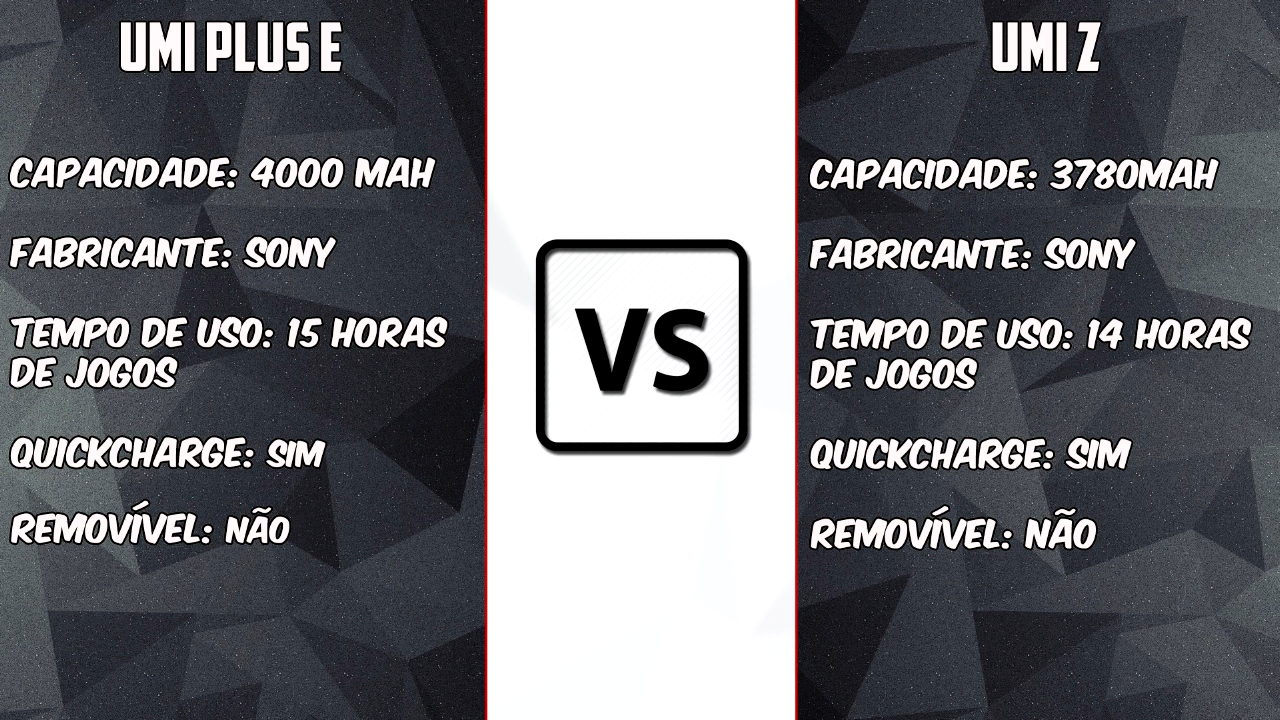 UMI PLUS E
CAPACIDADE: 4000 MAH
FABRICANTE: SONY
TEMPO DE USO: 15 HORAS
DE JOGOS
QUICKCHARGE: SIM
REMOVÍVEL: NÃO
VS
UMI Z
CAPACIDADE: 3780MAH
FABRICANTE: SONY
TEMPO DE USO: 14 HORAS
DE JOGOS
QUICKCHARGE: SIM
REMOVÍVEL: NÃO